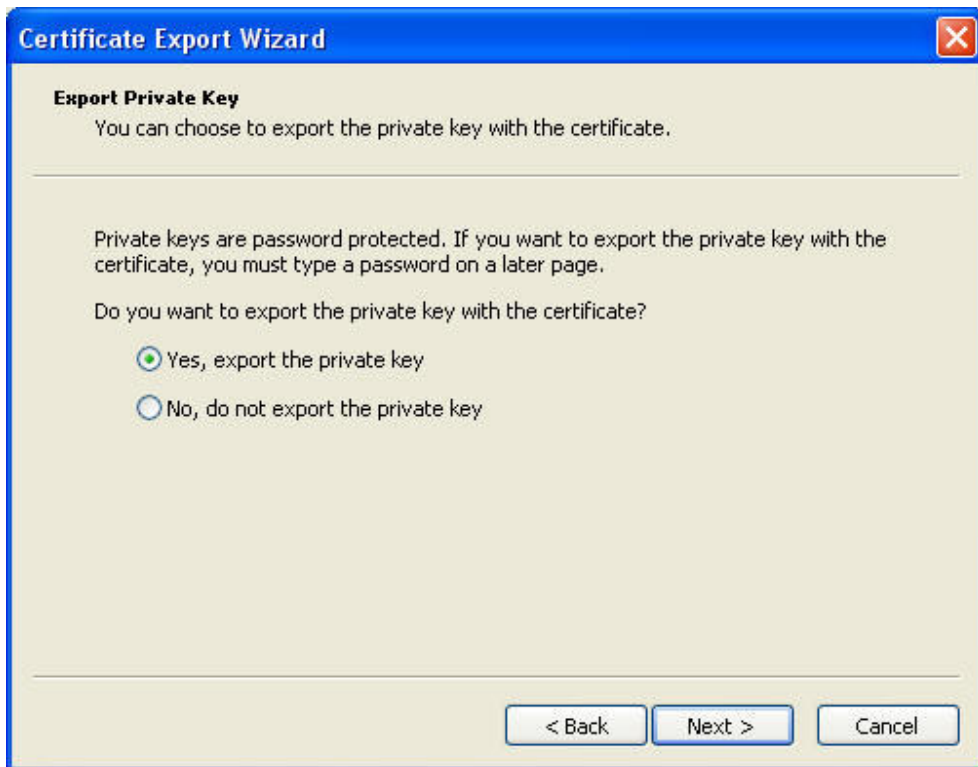 Certificate Export Wizard
Export Private Key
You can choose to export the private key with the certificate.
Private keys are password protected. If you want to export the private key with the
certificate, you must type a password on a later page.
Do you want to export the private key with the certificate?
Yes, export the private key
No, do not export the private key
< Back Next > Cancel